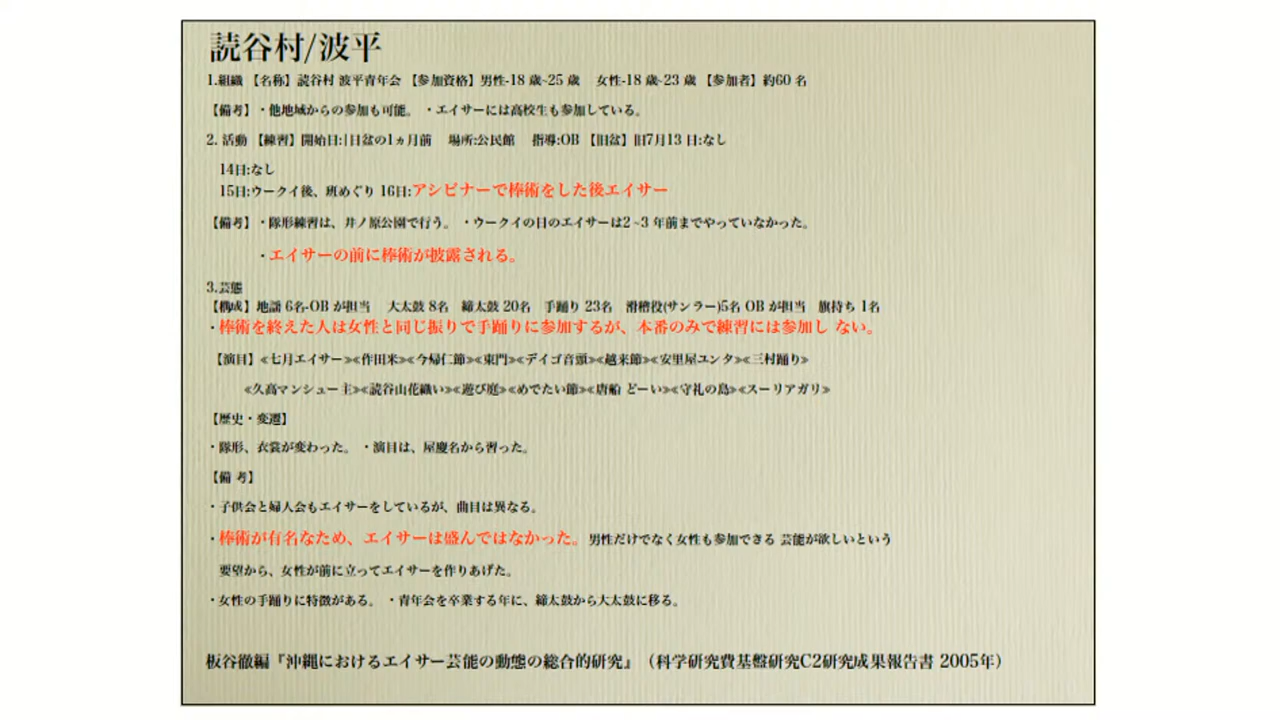 読谷村/波平
1.組織 【名称】読谷村 波平青年会 【参加資格】男性-18 歳~25 歳 女性-18 歳~23 歳 【参加者】約60 名
【備考】・他地域からの参加も可能。 ・エイサーには高校生も参加している。
2. 活動 【練習】開始日:|日盆の1ヵ月前 場所:公民館 指導:OB 【旧盆】旧7月13 日:なし
14日:なし
15日:ウークイ後、班めぐり 16日:アシビナーで棒術をした後エイサー
【備考】・隊形練習は、井ノ原公園で行う。 ・ウークイの日のエイサーは2~3 年前までやっていなかった。
・エイサーの前に棒術が披露される。
3.芸態
【構成】地謡 6名-OB が担当 大太鼓 8名 締太鼓 20名 手踊り 23名 滑稽役(サンラー)5名 OB が担当 旗持ち 1名
・棒術を終えた人は女性と同じ振りで手踊りに参加するが、本番のみで練習には参加し ない。
【演目】≪七月エイサー≫≪作田米≫≪今帰仁節≫≪東門≫≪デイゴ音頭≫≪越来節≫≪安里屋ユンタ≫≪三村踊り≫
≪久高マンシュー主≫≪読谷山花織い≫≪遊び庭≫≪めでたい節≫≪唐船 どーい≫≪守礼の島≫≪スーリアガリ≫
【歴史・変遷】
・隊形、衣裳が変わった。 ・演目は、屋慶名から習った。
【備 考】
・子供会と婦人会もエイサーをしているが、曲目は異なる。
・棒術が有名なため、エイサーは盛んではなかった。男性だけでなく女性も参加できる 芸能が欲しいという
要望から、女性が前に立ってエイサーを作りあげた。
・女性の手踊りに特徴がある。 ・青年会を卒業する年に、締太鼓から大太鼓に移る。
板谷徹編『沖縄におけるエイサー芸能の動態の総合的研究』（科学研究費基盤研究C2研究成果報告書 2005年）